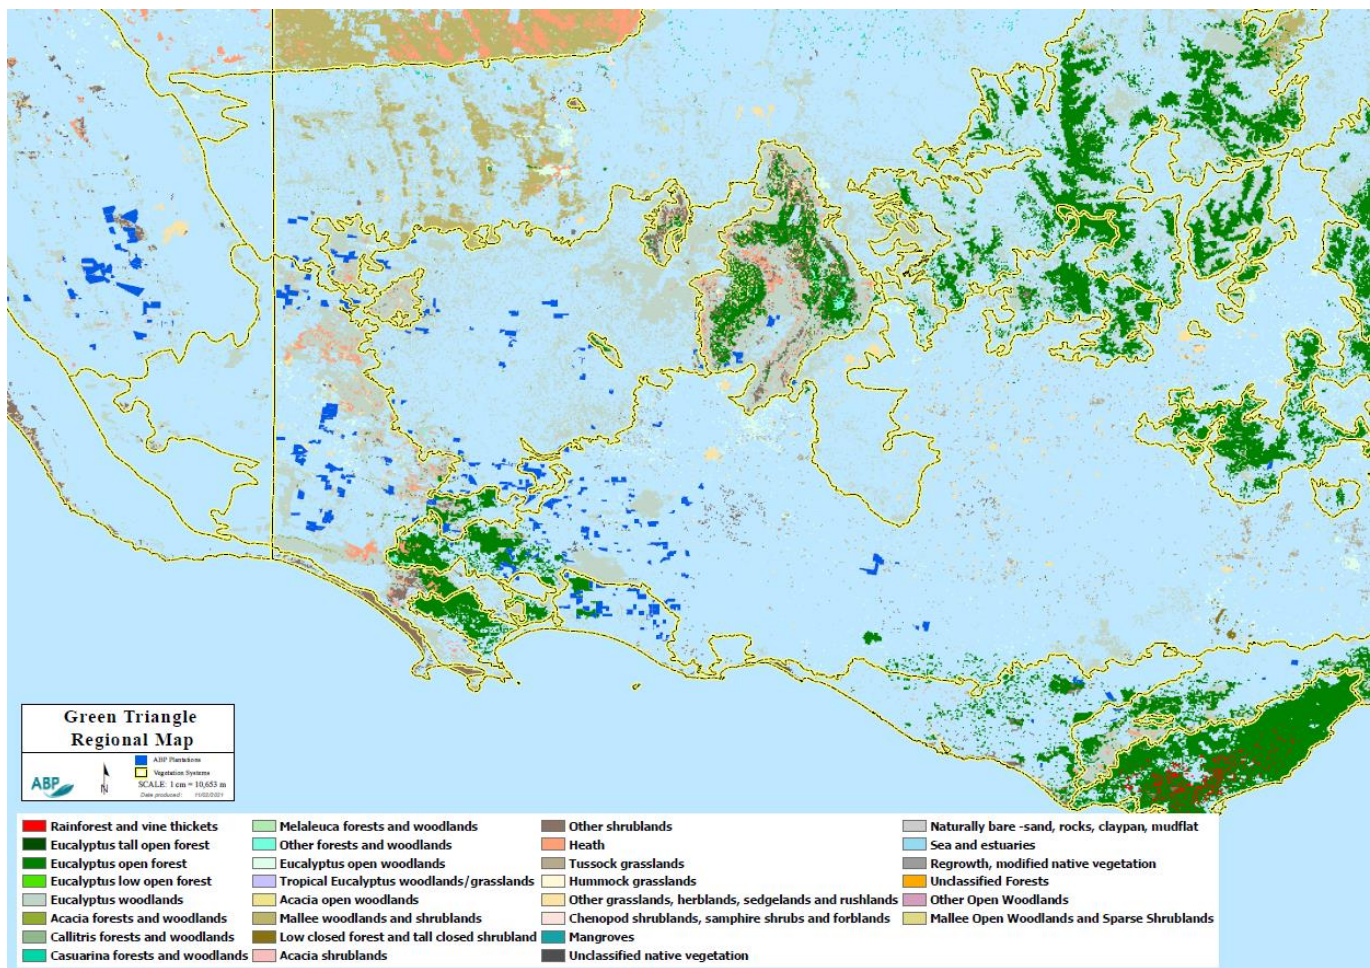 Green Triangle
Regional Map
ABP Plantations
Vegetation Systems
ABP
N
SCALE: 1 cm = 10,653 m
Date produced: 11/02/2021
Rainforest and vine thickets
Eucalyptus tall open forest
Eucalyptus open forest
Eucalyptus low open forest
Eucalyptus woodlands
Acacia forests and woodlands
Callitris forests and woodlands
Casuarina forests and woodlands
Melaleuca forests and woodlands
Other forests and woodlands
Eucalyptus open woodlands
Tropical Eucalyptus woodlands/grasslands
Acacia open woodlands
Mallee woodlands and shrublands
Low closed forest and tall closed shrubland
Acacia shrublands
Other shrublands
Heath
Tussock grasslands
Hummock grasslands
Other grasslands, herblands, sedgelands and rushlands
Chenopod shrublands, samphire shrubs and forblands
Mangroves
Unclassified native vegetation
Naturally bare -sand, rocks, claypan, mudflat
Sea and estuaries
Regrowth, modified native vegetation
Unclassified Forests
Other Open Woodlands
Mallee Open Woodlands and Sparse Shrublands